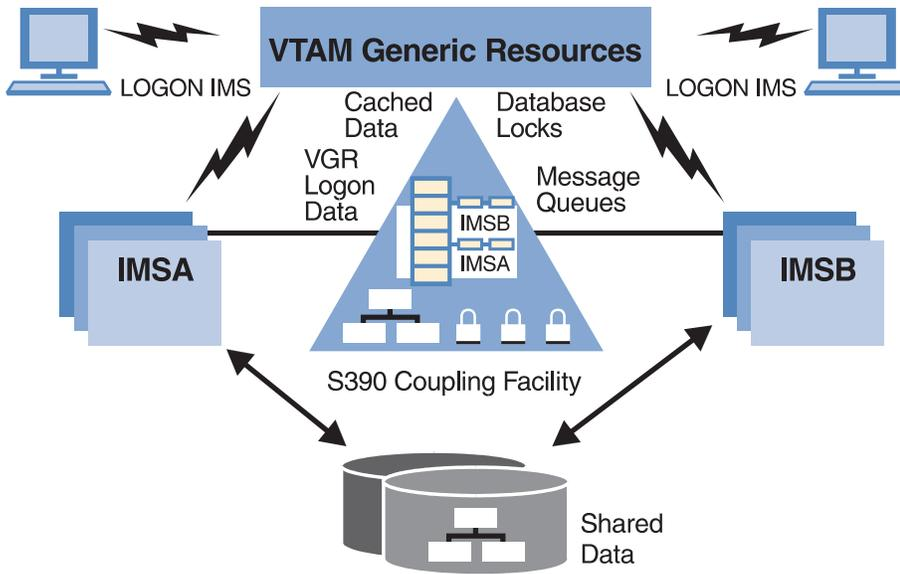 VTAM Generic Resources
LOGON IMS
LOGON IMS
Cached
Data
Database
Locks
VGR
Logon
Data
Message
Queues
IMSB
IMSA
IMSA
IMSB
S390 Coupling Facility
Shared
Data